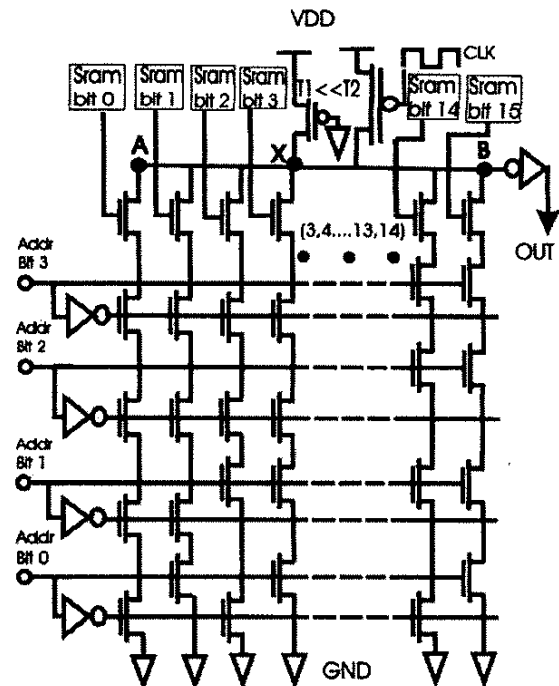 VDD
CLK
Sram
bit 0
Sram
bit 1
Sram
bit 2
Sram
bit 3
T1<<T2
Sram
bit 14
Sram
bit 15
A
X
B
(3,4....13,14)
OUT
Addr
Bit 3
Addr
Bit 2
Addr
Bit 1
Addr
Bit 0
GND